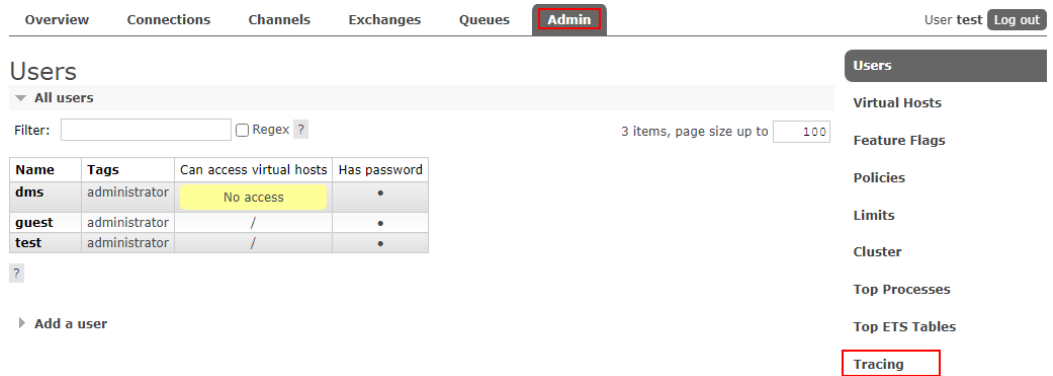 Overview Connections Channels Exchanges Queues Admin User test Log out
Users
All users
Filter: Regex ? 3 items, page size up to 100
Name Tags Can access virtual hosts Has password
dms administrator No access •
guest administrator / •
test administrator / •
?
Add a user
Users
Virtual Hosts
Feature Flags
Policies
Limits
Cluster
Top Processes
Top ETS Tables
Tracing